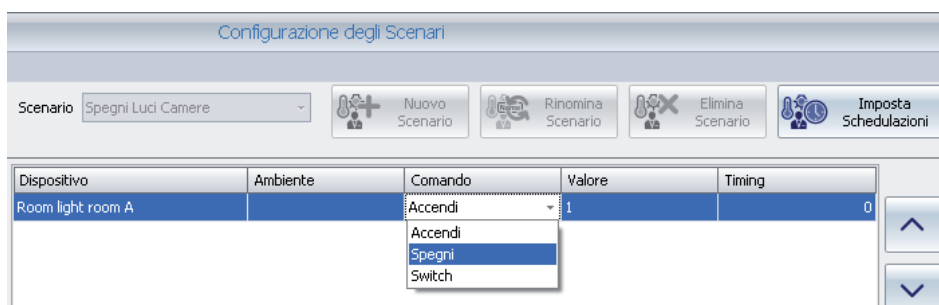 Configurazione degli Scenari
Scenario Spegni Luci Camere
Nuovo
Scenario
Rinomina
Scenario
Elimina
Scenario
Imposta
Schedulazioni
Dispositivo Ambiente Comando Valore Timing
Room light room A Accendi 1 0
Accendi
Spegni
Switch